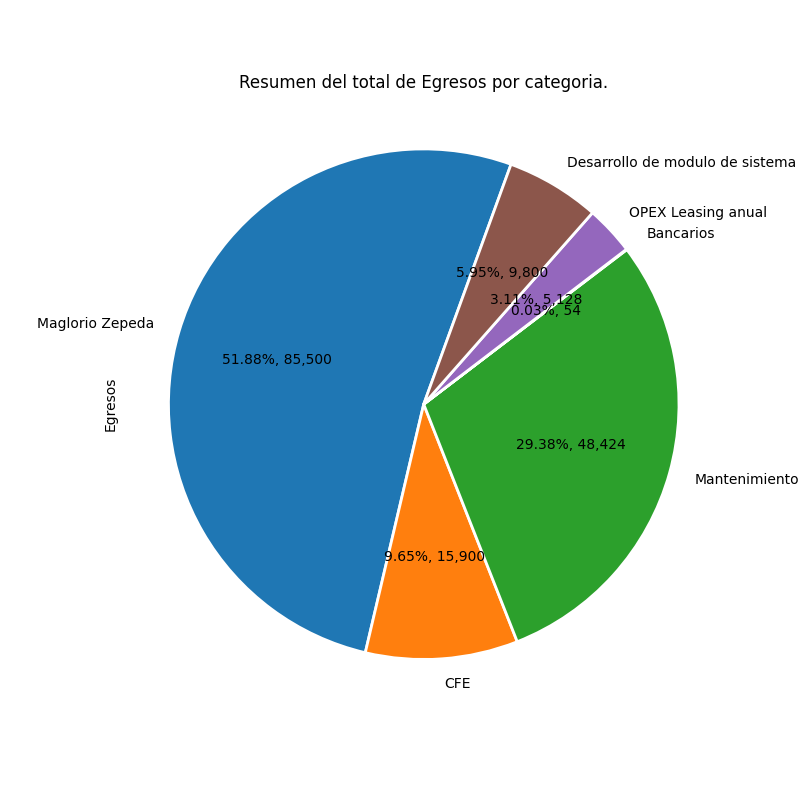 Resumen del total de Egresos por categoria.
Desarrollo de modulo de sistema
OPEX Leasing anual
Bancarios
5.95%, 9,800
3.11%, 5,128
0.03%, 54
Maglorio Zepeda
51.88%, 85,500
Egresos
29.38%, 48,424
Mantenimiento
9.65%, 15,900
CFE